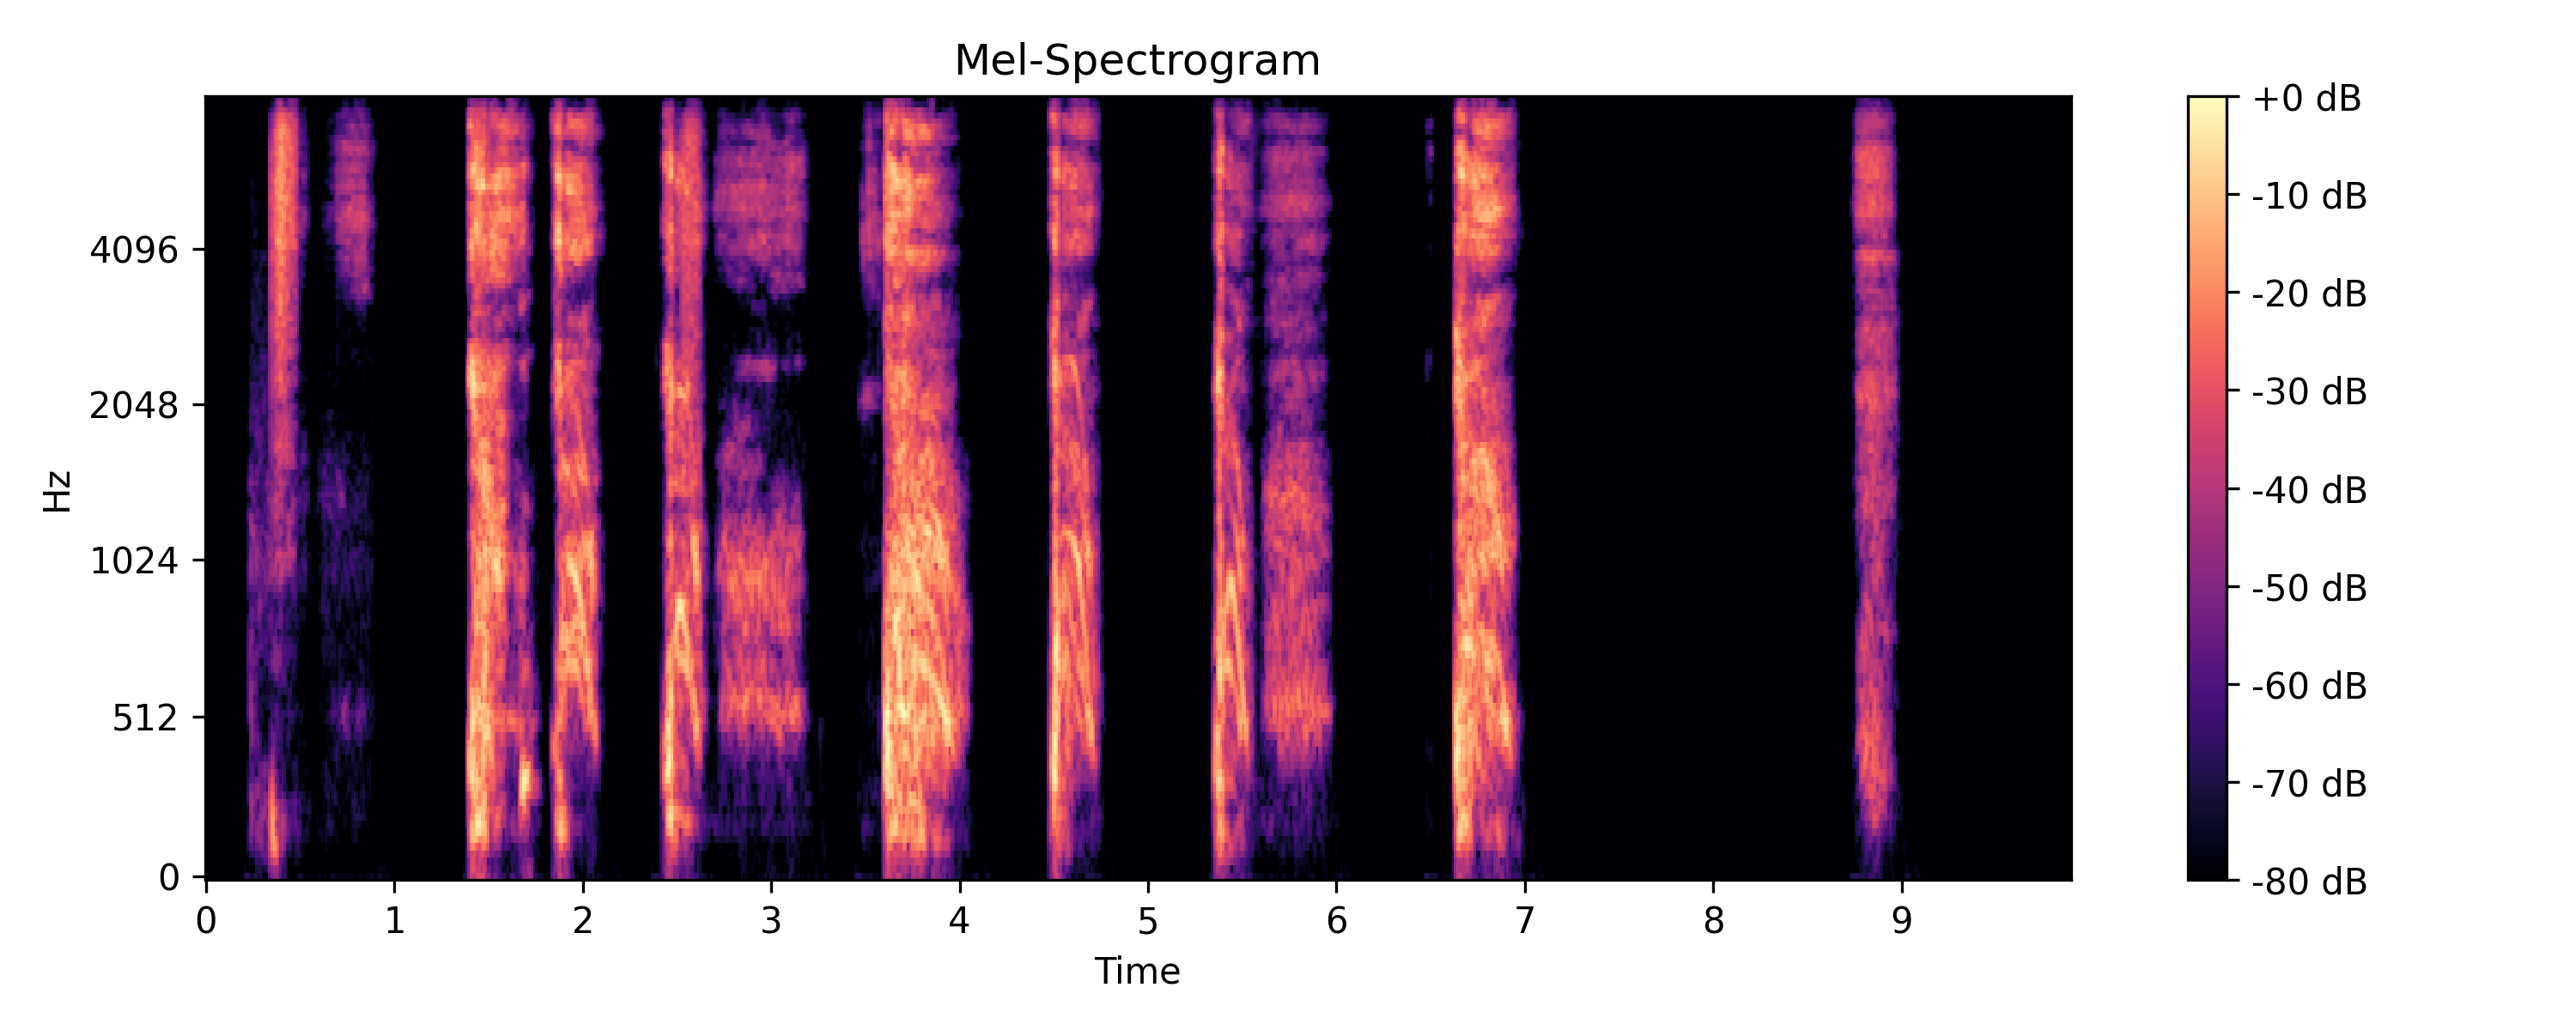 Mel-Spectrogram
Hz
4096
2048
1024
512
0
0 1 2 3 4 5 6 7 8 9
Time
+0 dB
-10 dB
-20 dB
-30 dB
-40 dB
-50 dB
-60 dB
-70 dB
-80 dB